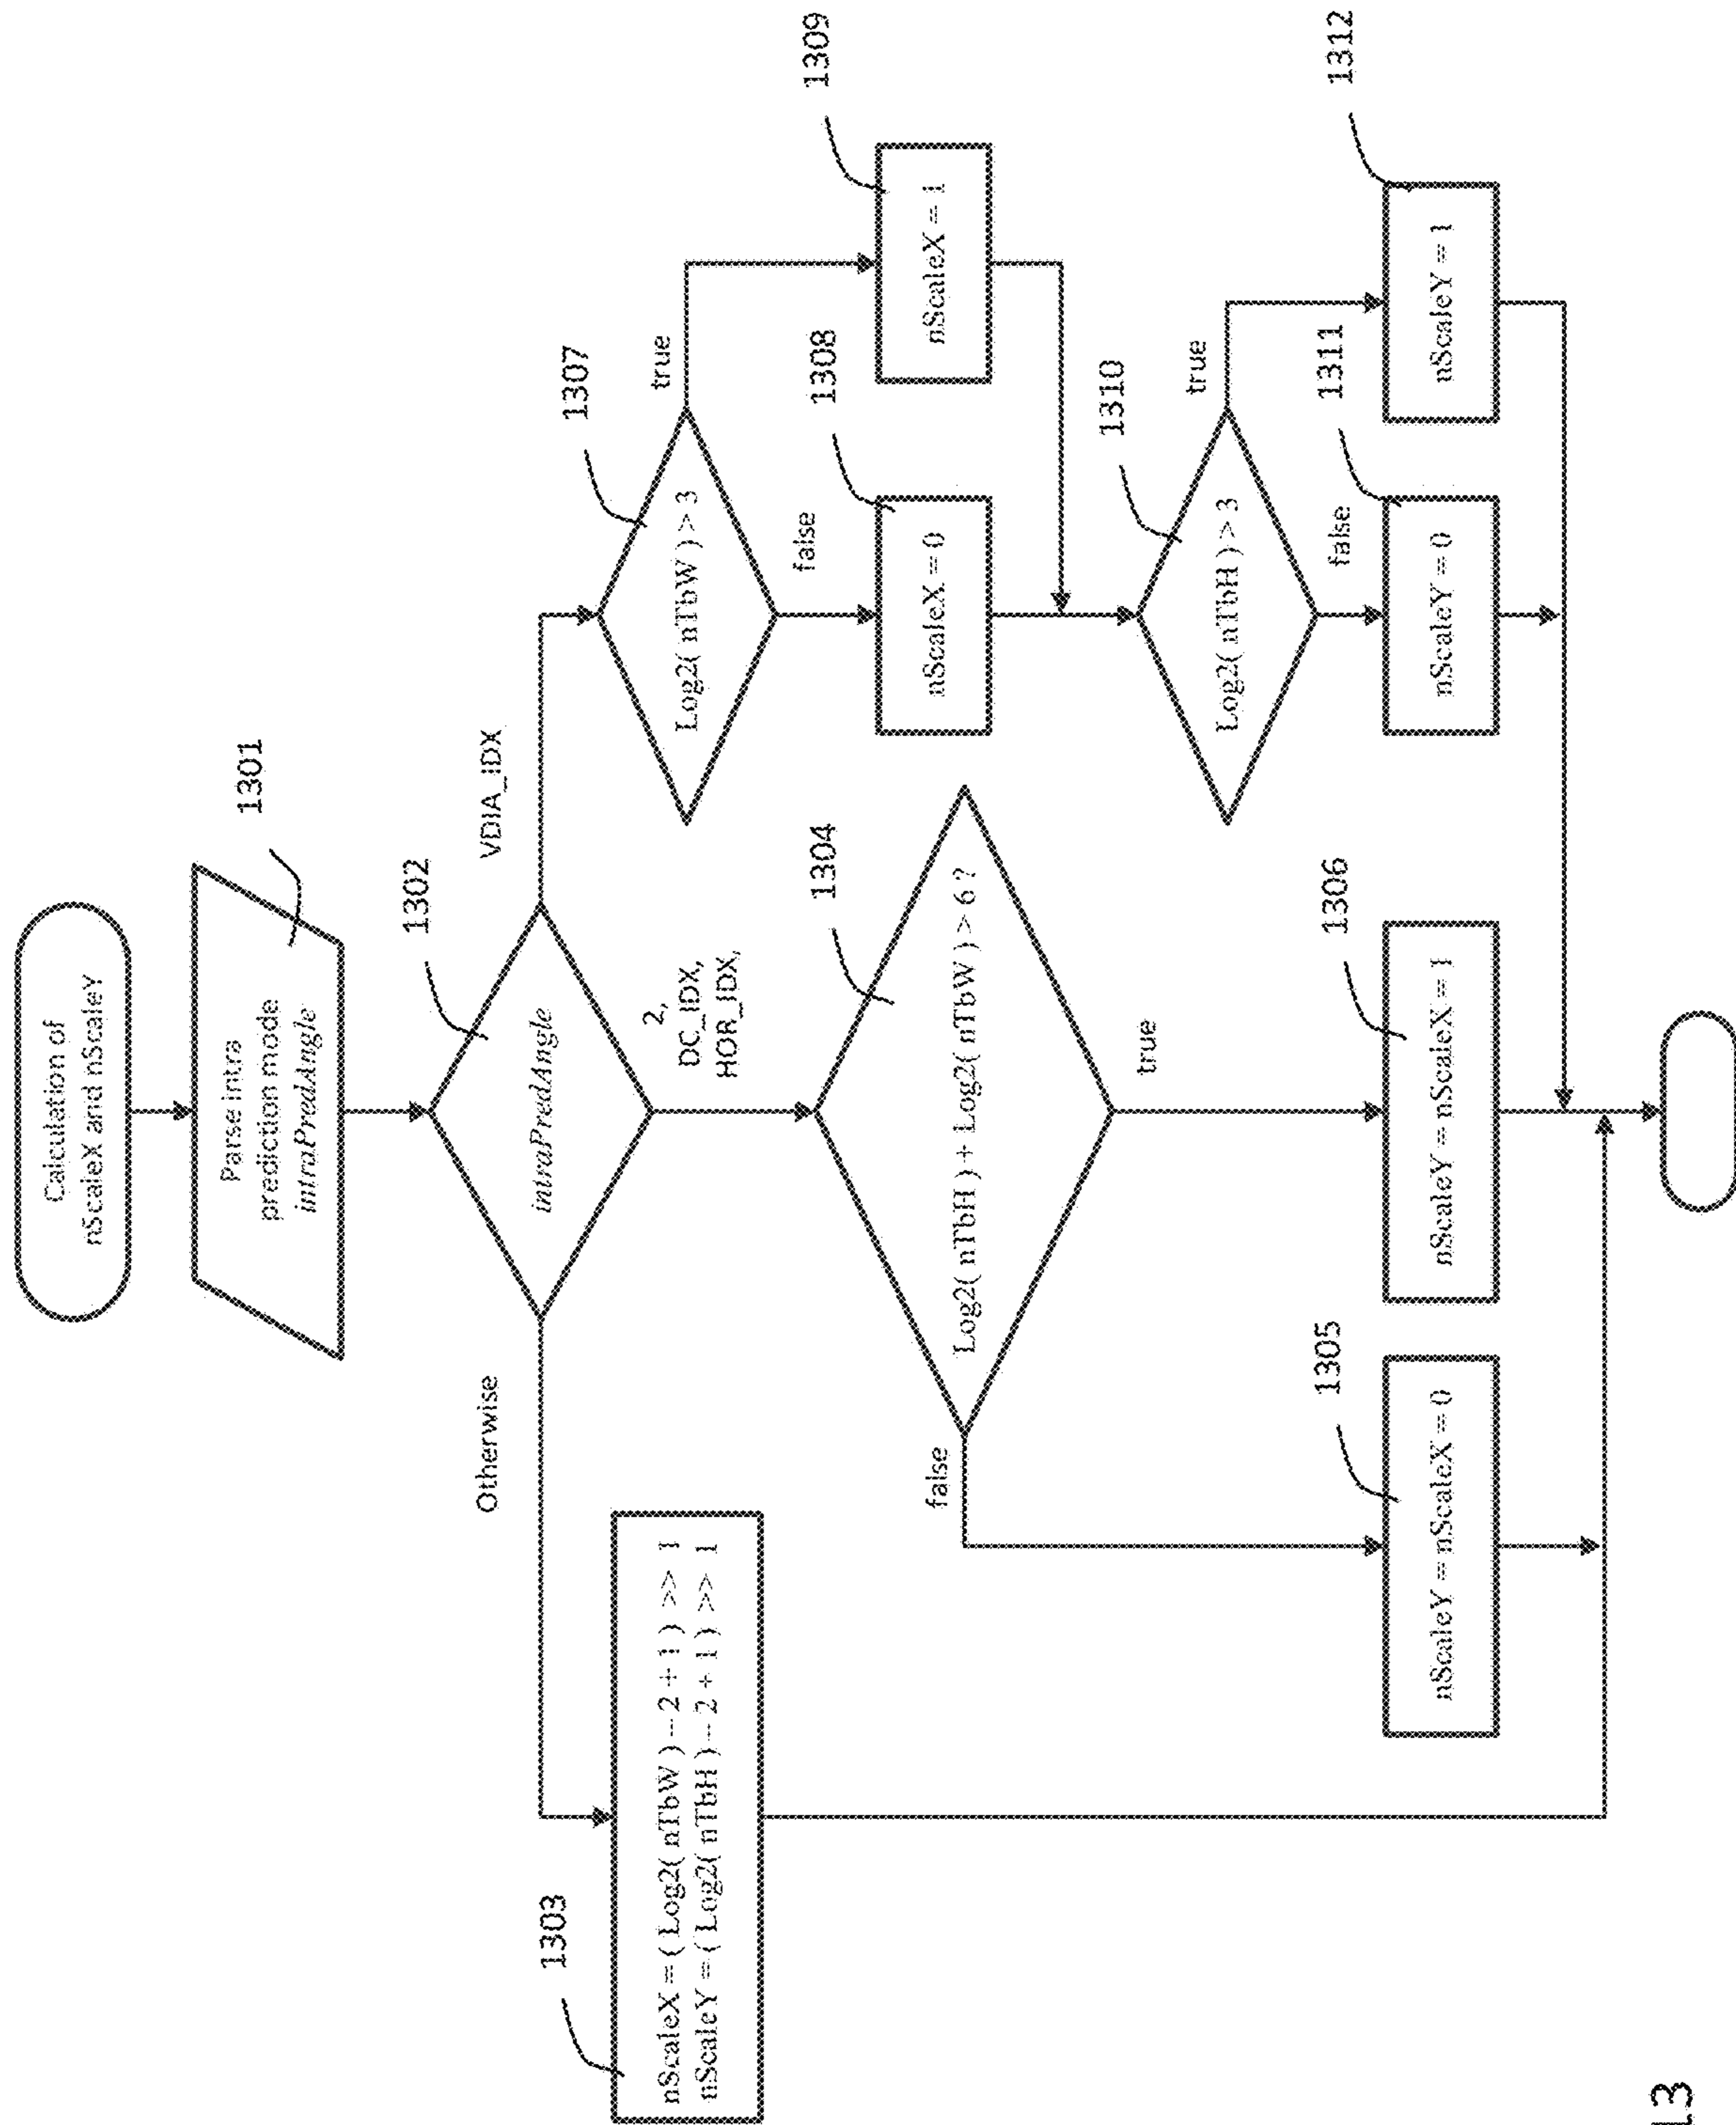 Calculation of
nScaleX and nScaleY
Parse intra
prediction mode
intraPredAngle
1301
intraPredAngle
1302
Otherwise
2,
DC_IDX,
HOR_IDX,
VDIA_IDX
1303
nScaleX = ( Log2( nTbW ) – 2 + 1 ) >> 1
nScaleY = ( Log2( nTbH ) – 2 + 1 ) >> 1
Log2( nTbH ) + Log2( nTbW ) > 6 ?
1304
false
true
Log2( nTbW ) > 3
1307
false
true
nScaleX = 0
1308
nScaleX = 1
1309
Log2( nTbH ) > 3
1310
false
true
nScaleY = nScaleX = 0
1305
nScaleY = nScaleX = 1
1306
nScaleY = 0
1311
nScaleY = 1
1312
13